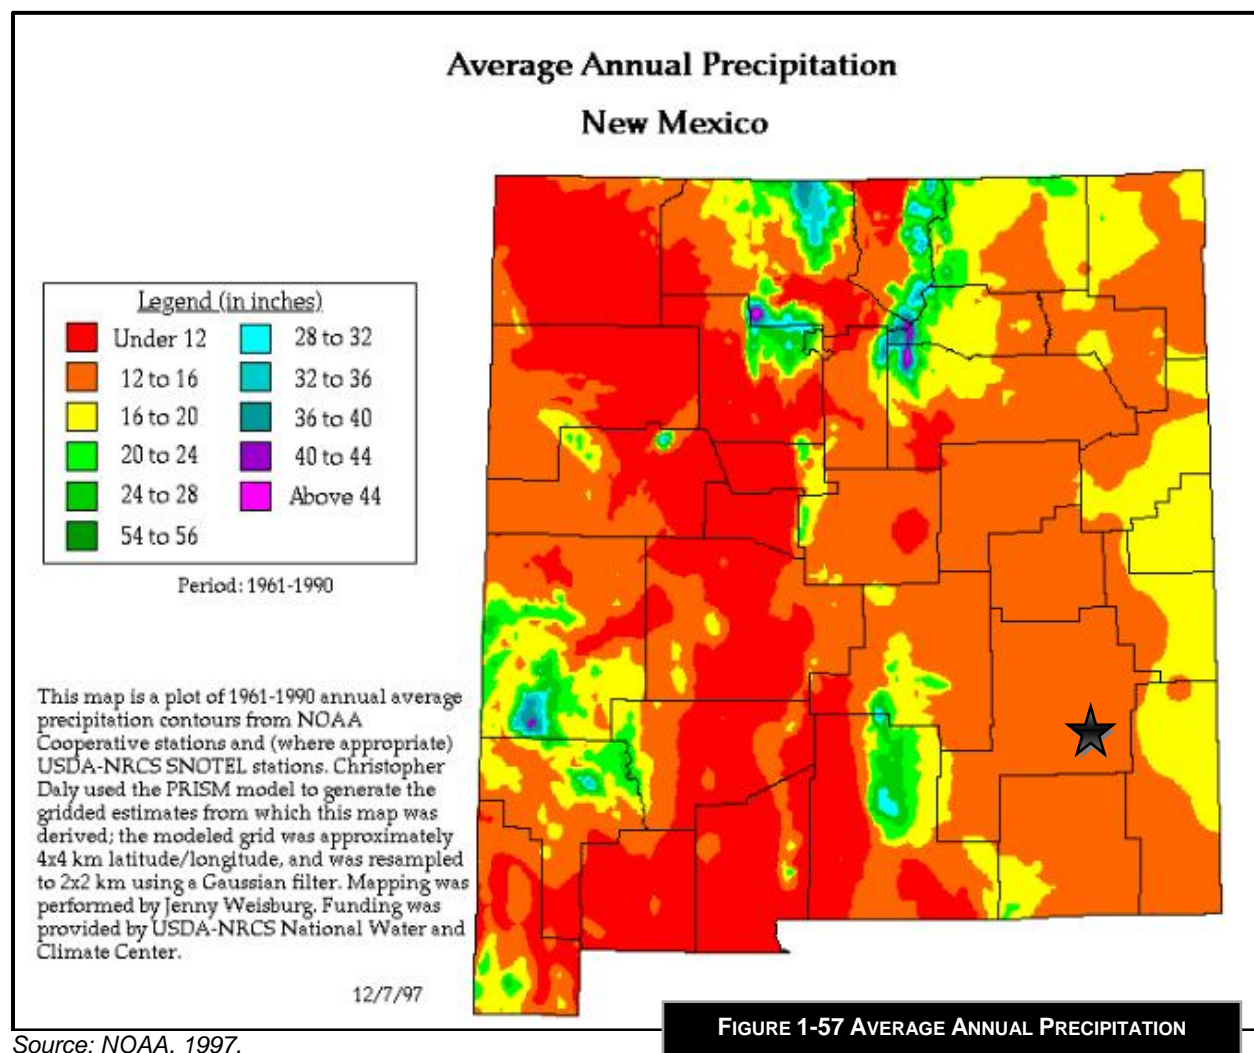 Average Annual Precipitation
New Mexico
Legend (in inches)
Under 12
12 to 16
16 to 20
20 to 24
24 to 28
54 to 56
28 to 32
32 to 36
36 to 40
40 to 44
Above 44
Period: 1961-1990
This map is a plot of 1961-1990 annual average
precipitation contours from NOAA
Cooperative stations and (where appropriate)
USDA-NRCS SNOTEL stations. Christopher
Daly used the PRISM model to generate the
gridded estimates from which this map was
derived; the modeled grid was approximately
4x4 km latitude/longitude, and was resampled
to 2x2 km using a Gaussian filter. Mapping was
performed by Jenny Weisburg. Funding was
provided by USDA-NRCS National Water and
Climate Center.
12/7/97
FIGURE 1-57 AVERAGE ANNUAL PRECIPITATION
Source: NOAA, 1997.